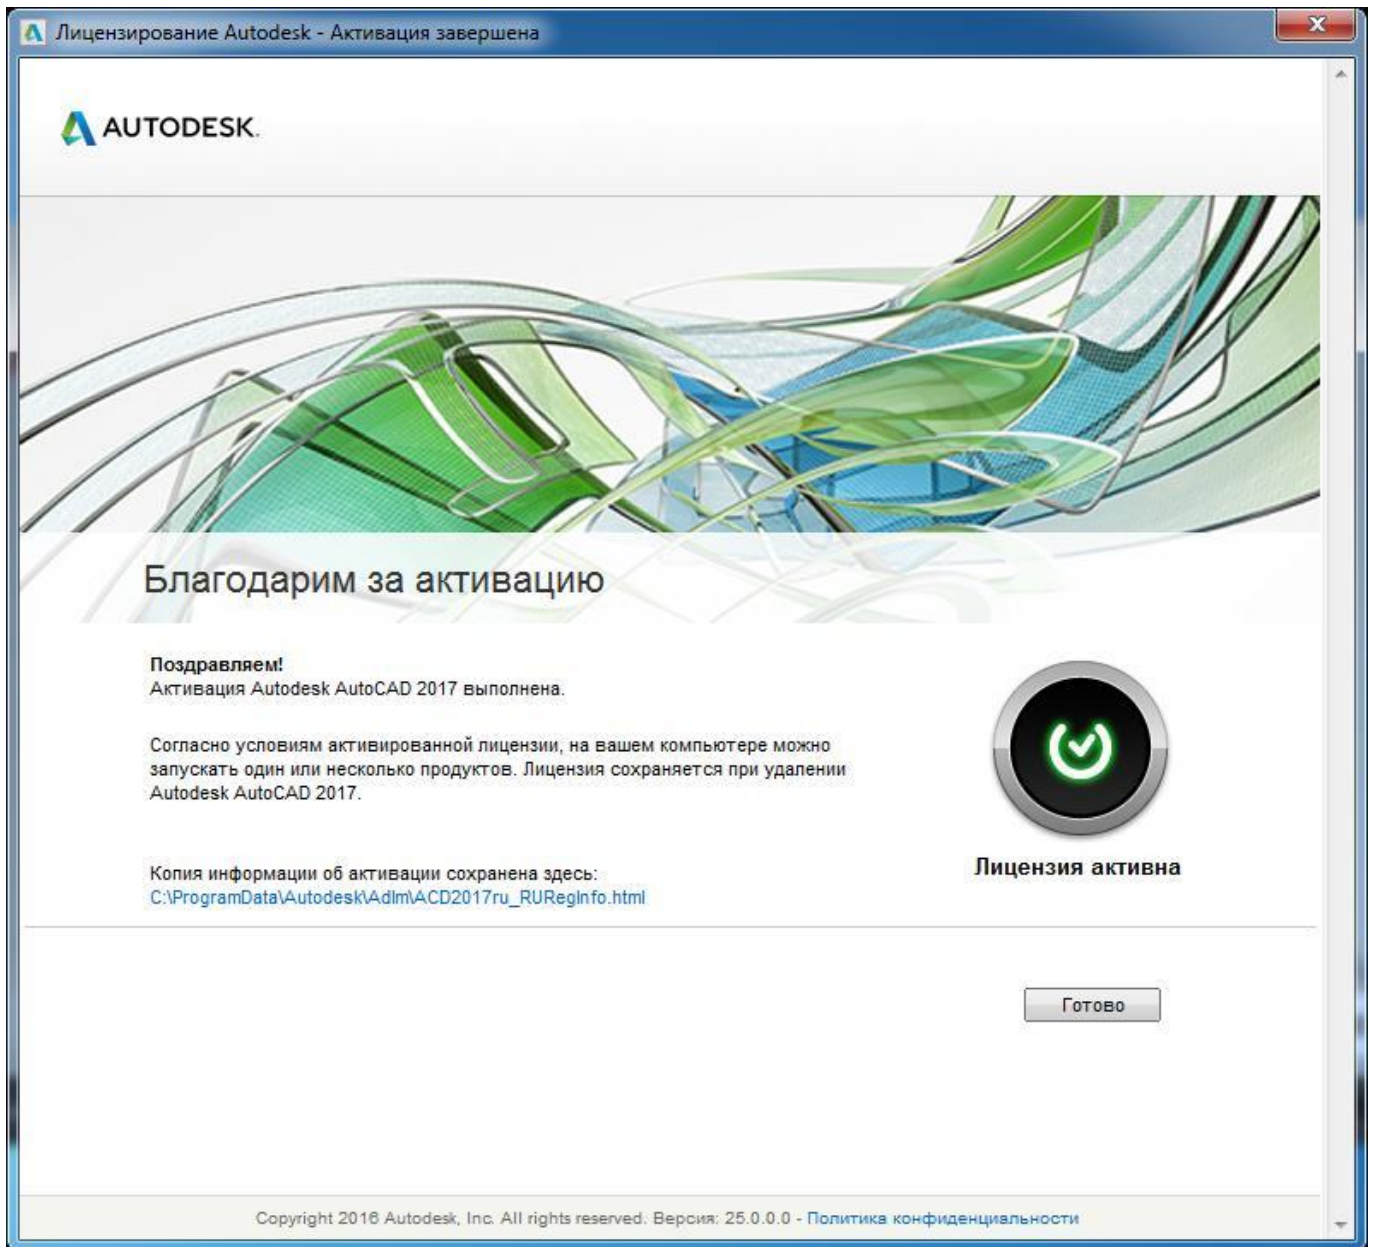 Лицензирование Autodesk - Активация завершена
AUTODESK.
Благодарим за активацию
Поздравляем!
Активация Autodesk AutoCAD 2017 выполнена.
Согласно условиям активированной лицензии, на вашем компьютере можно
запускать один или несколько продуктов. Лицензия сохраняется при удалении
Autodesk AutoCAD 2017.
Лицензия активна
Копия информации об активации сохранена здесь:
C:\ProgramData\Autodesk\Adlm\ACD2017ru_RURegInfo.html
Готово
Copyright 2016 Autodesk, Inc. All rights reserved. Версия: 25.0.0.0 - Политика конфиденциальности